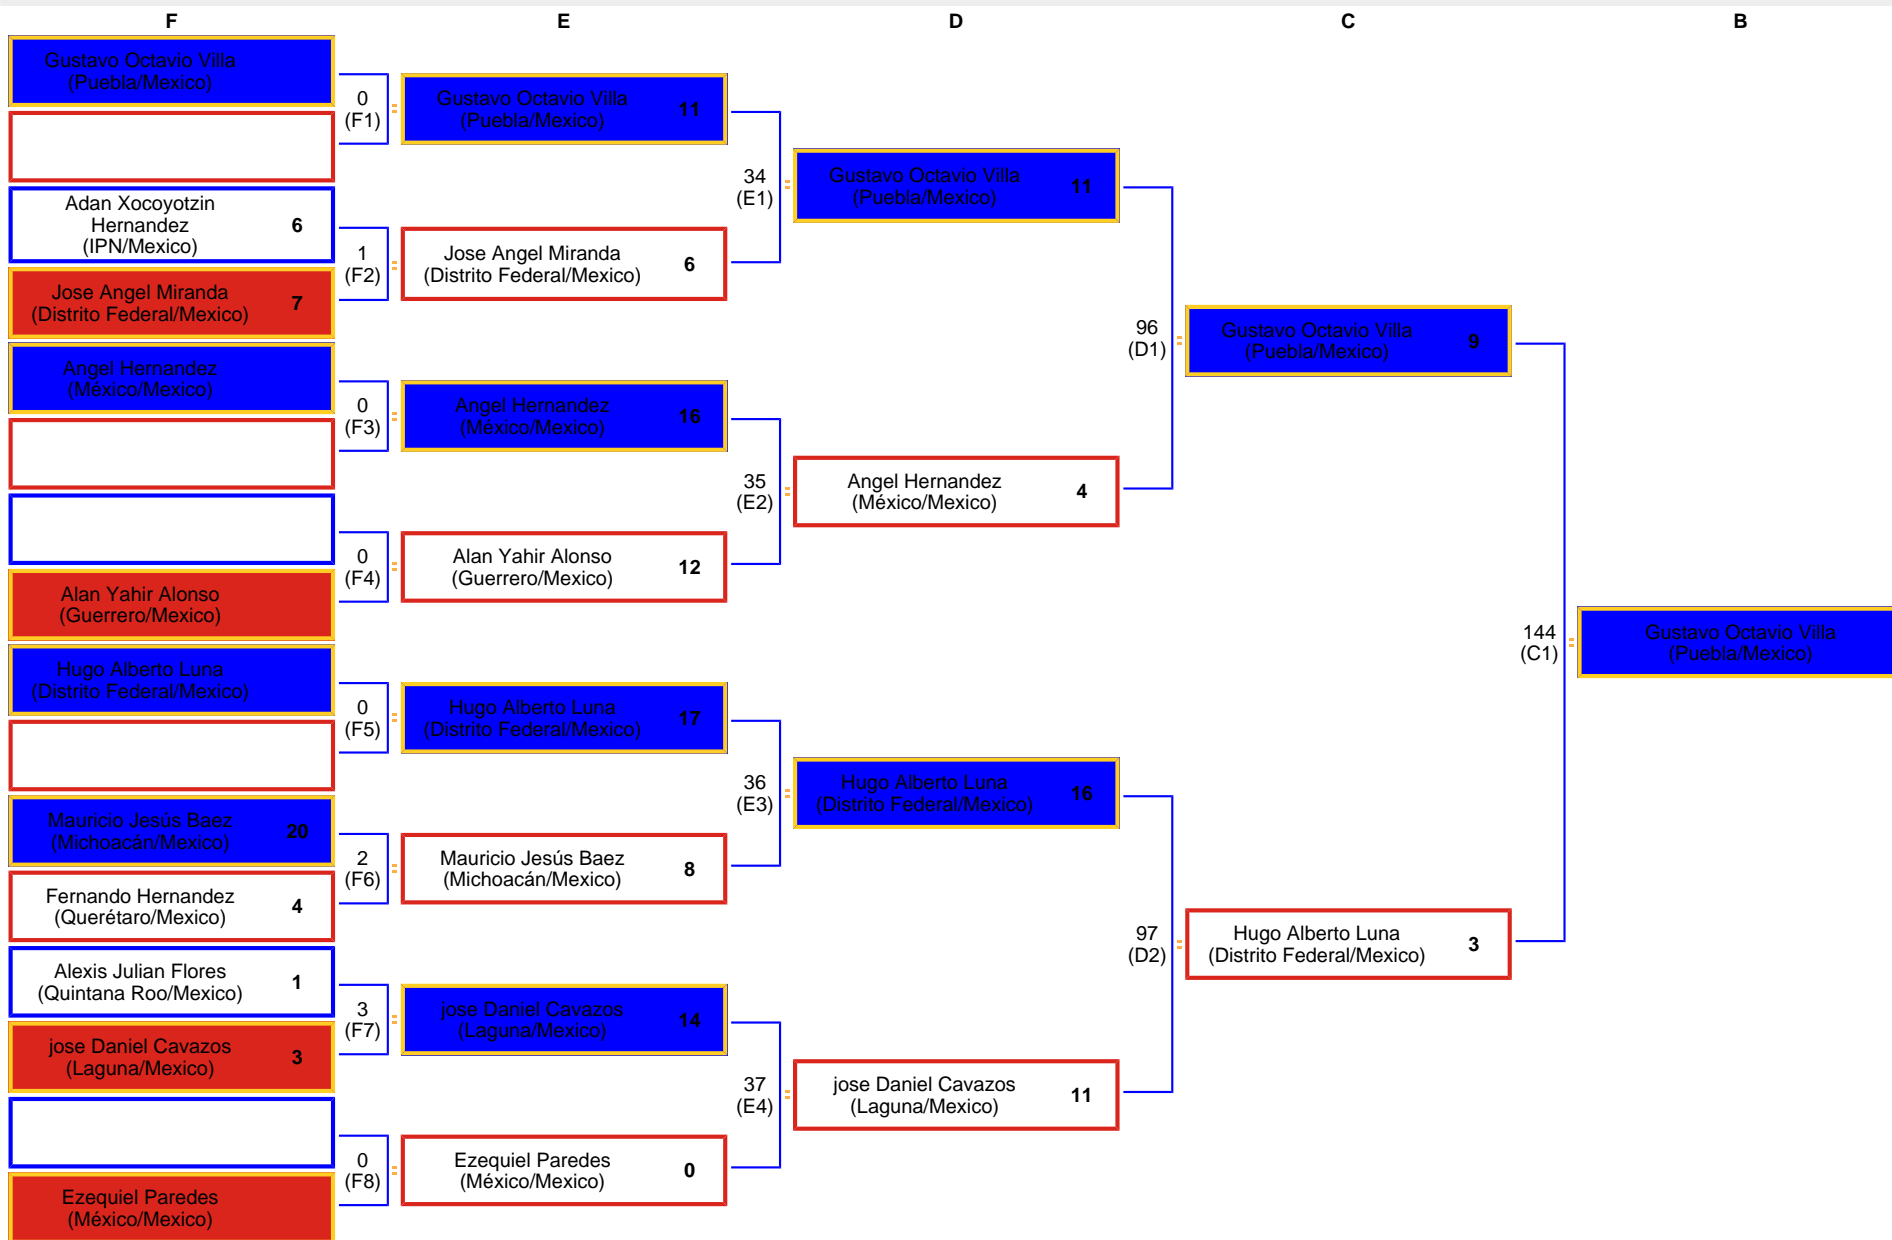 F
E
D
C
B
Gustavo Octavio Villa
(Puebla/Mexico)
0
(F1)
Adan Xocoyotzin
Hernandez
(IPN/Mexico)
6
1
(F2)
Jose Angel Miranda
(Distrito Federal/Mexico)
7
Angel Hernandez
(México/Mexico)
0
(F3)
0
(F4)
Alan Yahir Alonso
(Guerrero/Mexico)
Hugo Alberto Luna
(Distrito Federal/Mexico)
0
(F5)
Mauricio Jesús Baez
(Michoacán/Mexico)
20
2
(F6)
Fernando Hernandez
(Querétaro/Mexico)
4
Alexis Julian Flores
(Quintana Roo/Mexico)
1
3
(F7)
jose Daniel Cavazos
(Laguna/Mexico)
3
0
(F8)
Ezequiel Paredes
(México/Mexico)
Gustavo Octavio Villa
(Puebla/Mexico)
11
34
(E1)
Jose Angel Miranda
(Distrito Federal/Mexico)
6
Angel Hernandez
(México/Mexico)
16
35
(E2)
Alan Yahir Alonso
(Guerrero/Mexico)
12
Hugo Alberto Luna
(Distrito Federal/Mexico)
17
36
(E3)
Mauricio Jesús Baez
(Michoacán/Mexico)
8
jose Daniel Cavazos
(Laguna/Mexico)
14
37
(E4)
Ezequiel Paredes
(México/Mexico)
0
Gustavo Octavio Villa
(Puebla/Mexico)
11
96
(D1)
Angel Hernandez
(México/Mexico)
4
Hugo Alberto Luna
(Distrito Federal/Mexico)
16
97
(D2)
jose Daniel Cavazos
(Laguna/Mexico)
11
Gustavo Octavio Villa
(Puebla/Mexico)
9
144
(C1)
Hugo Alberto Luna
(Distrito Federal/Mexico)
3
Gustavo Octavio Villa
(Puebla/Mexico)